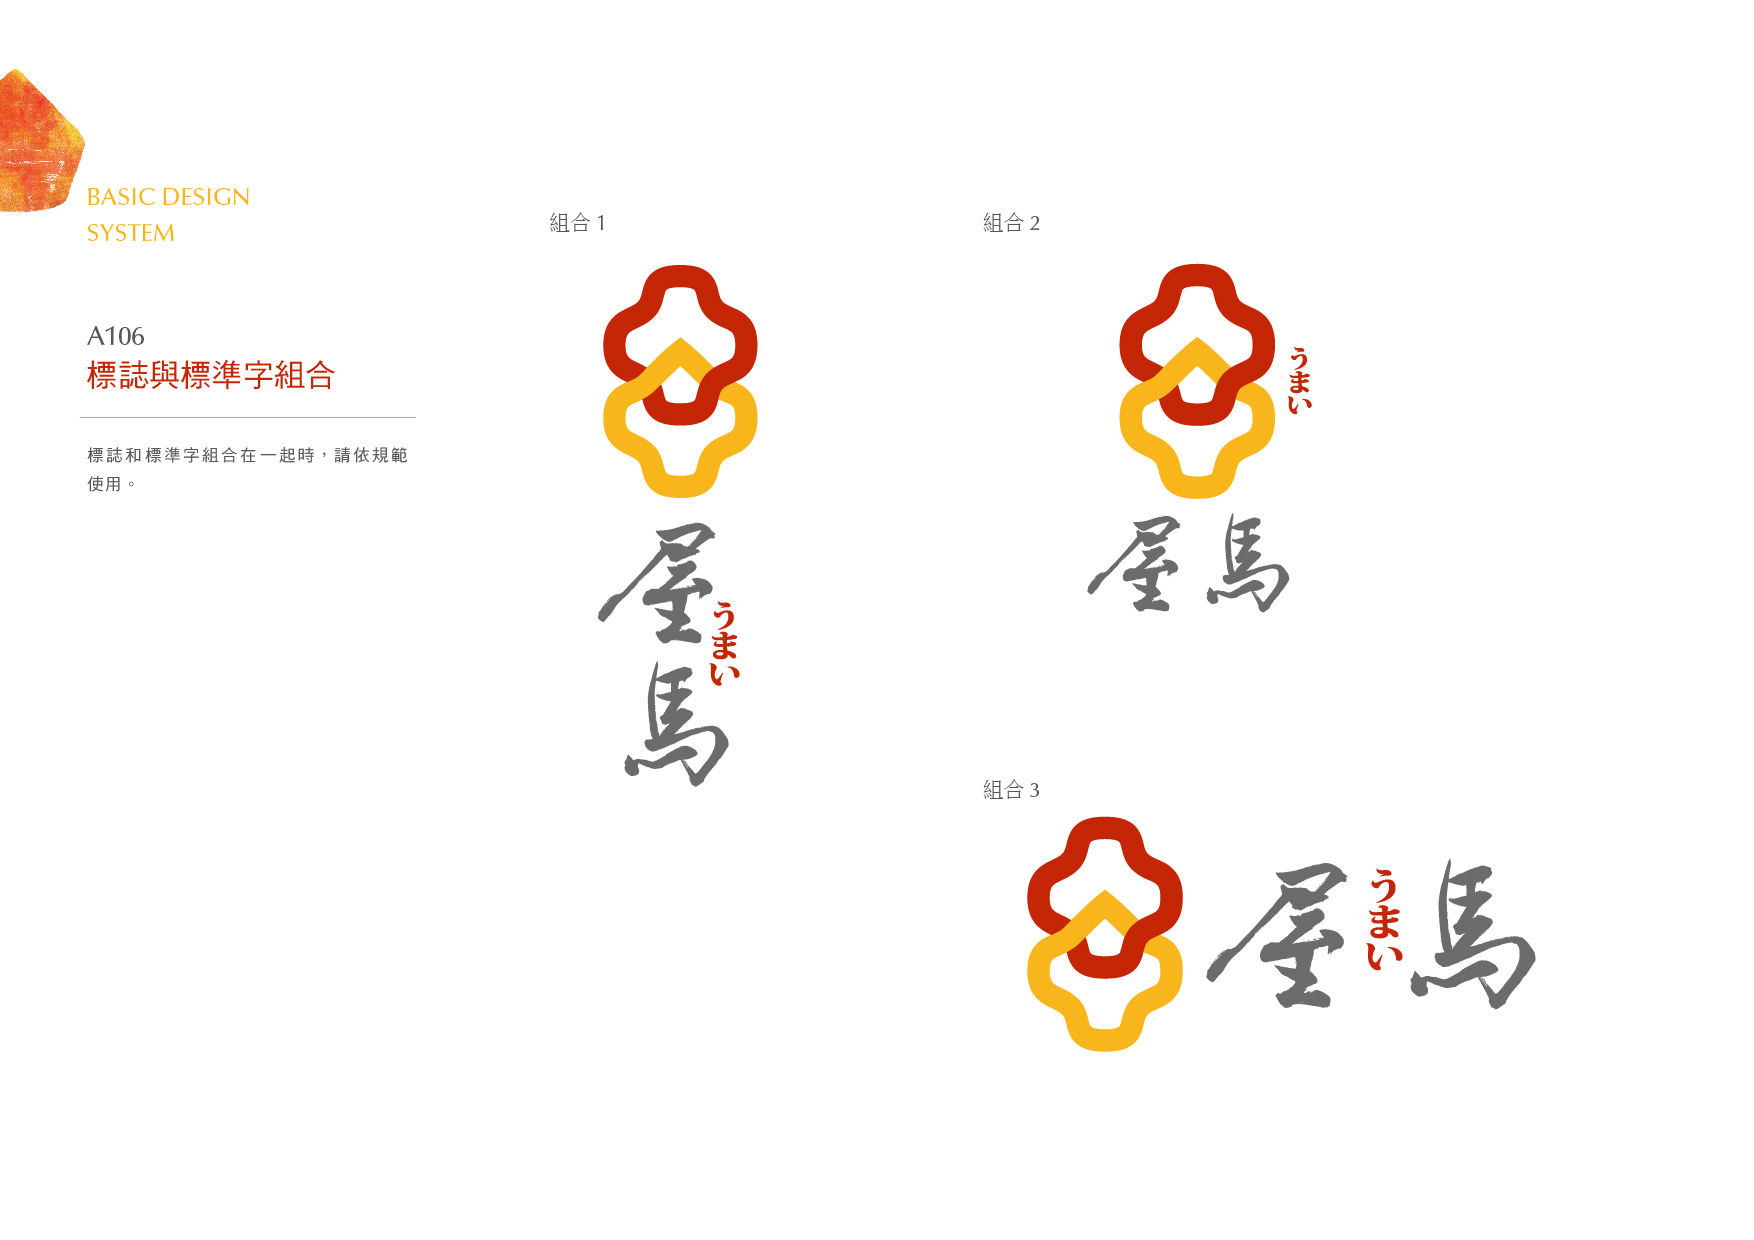 BASIC DESIGN
SYSTEM
A106
標誌與標準字組合
標誌和標準字組合在一起時，請依規範
使用。
組合 1
屋馬
うまい
組合 2
うまい
屋馬
組合 3
屋うまい馬